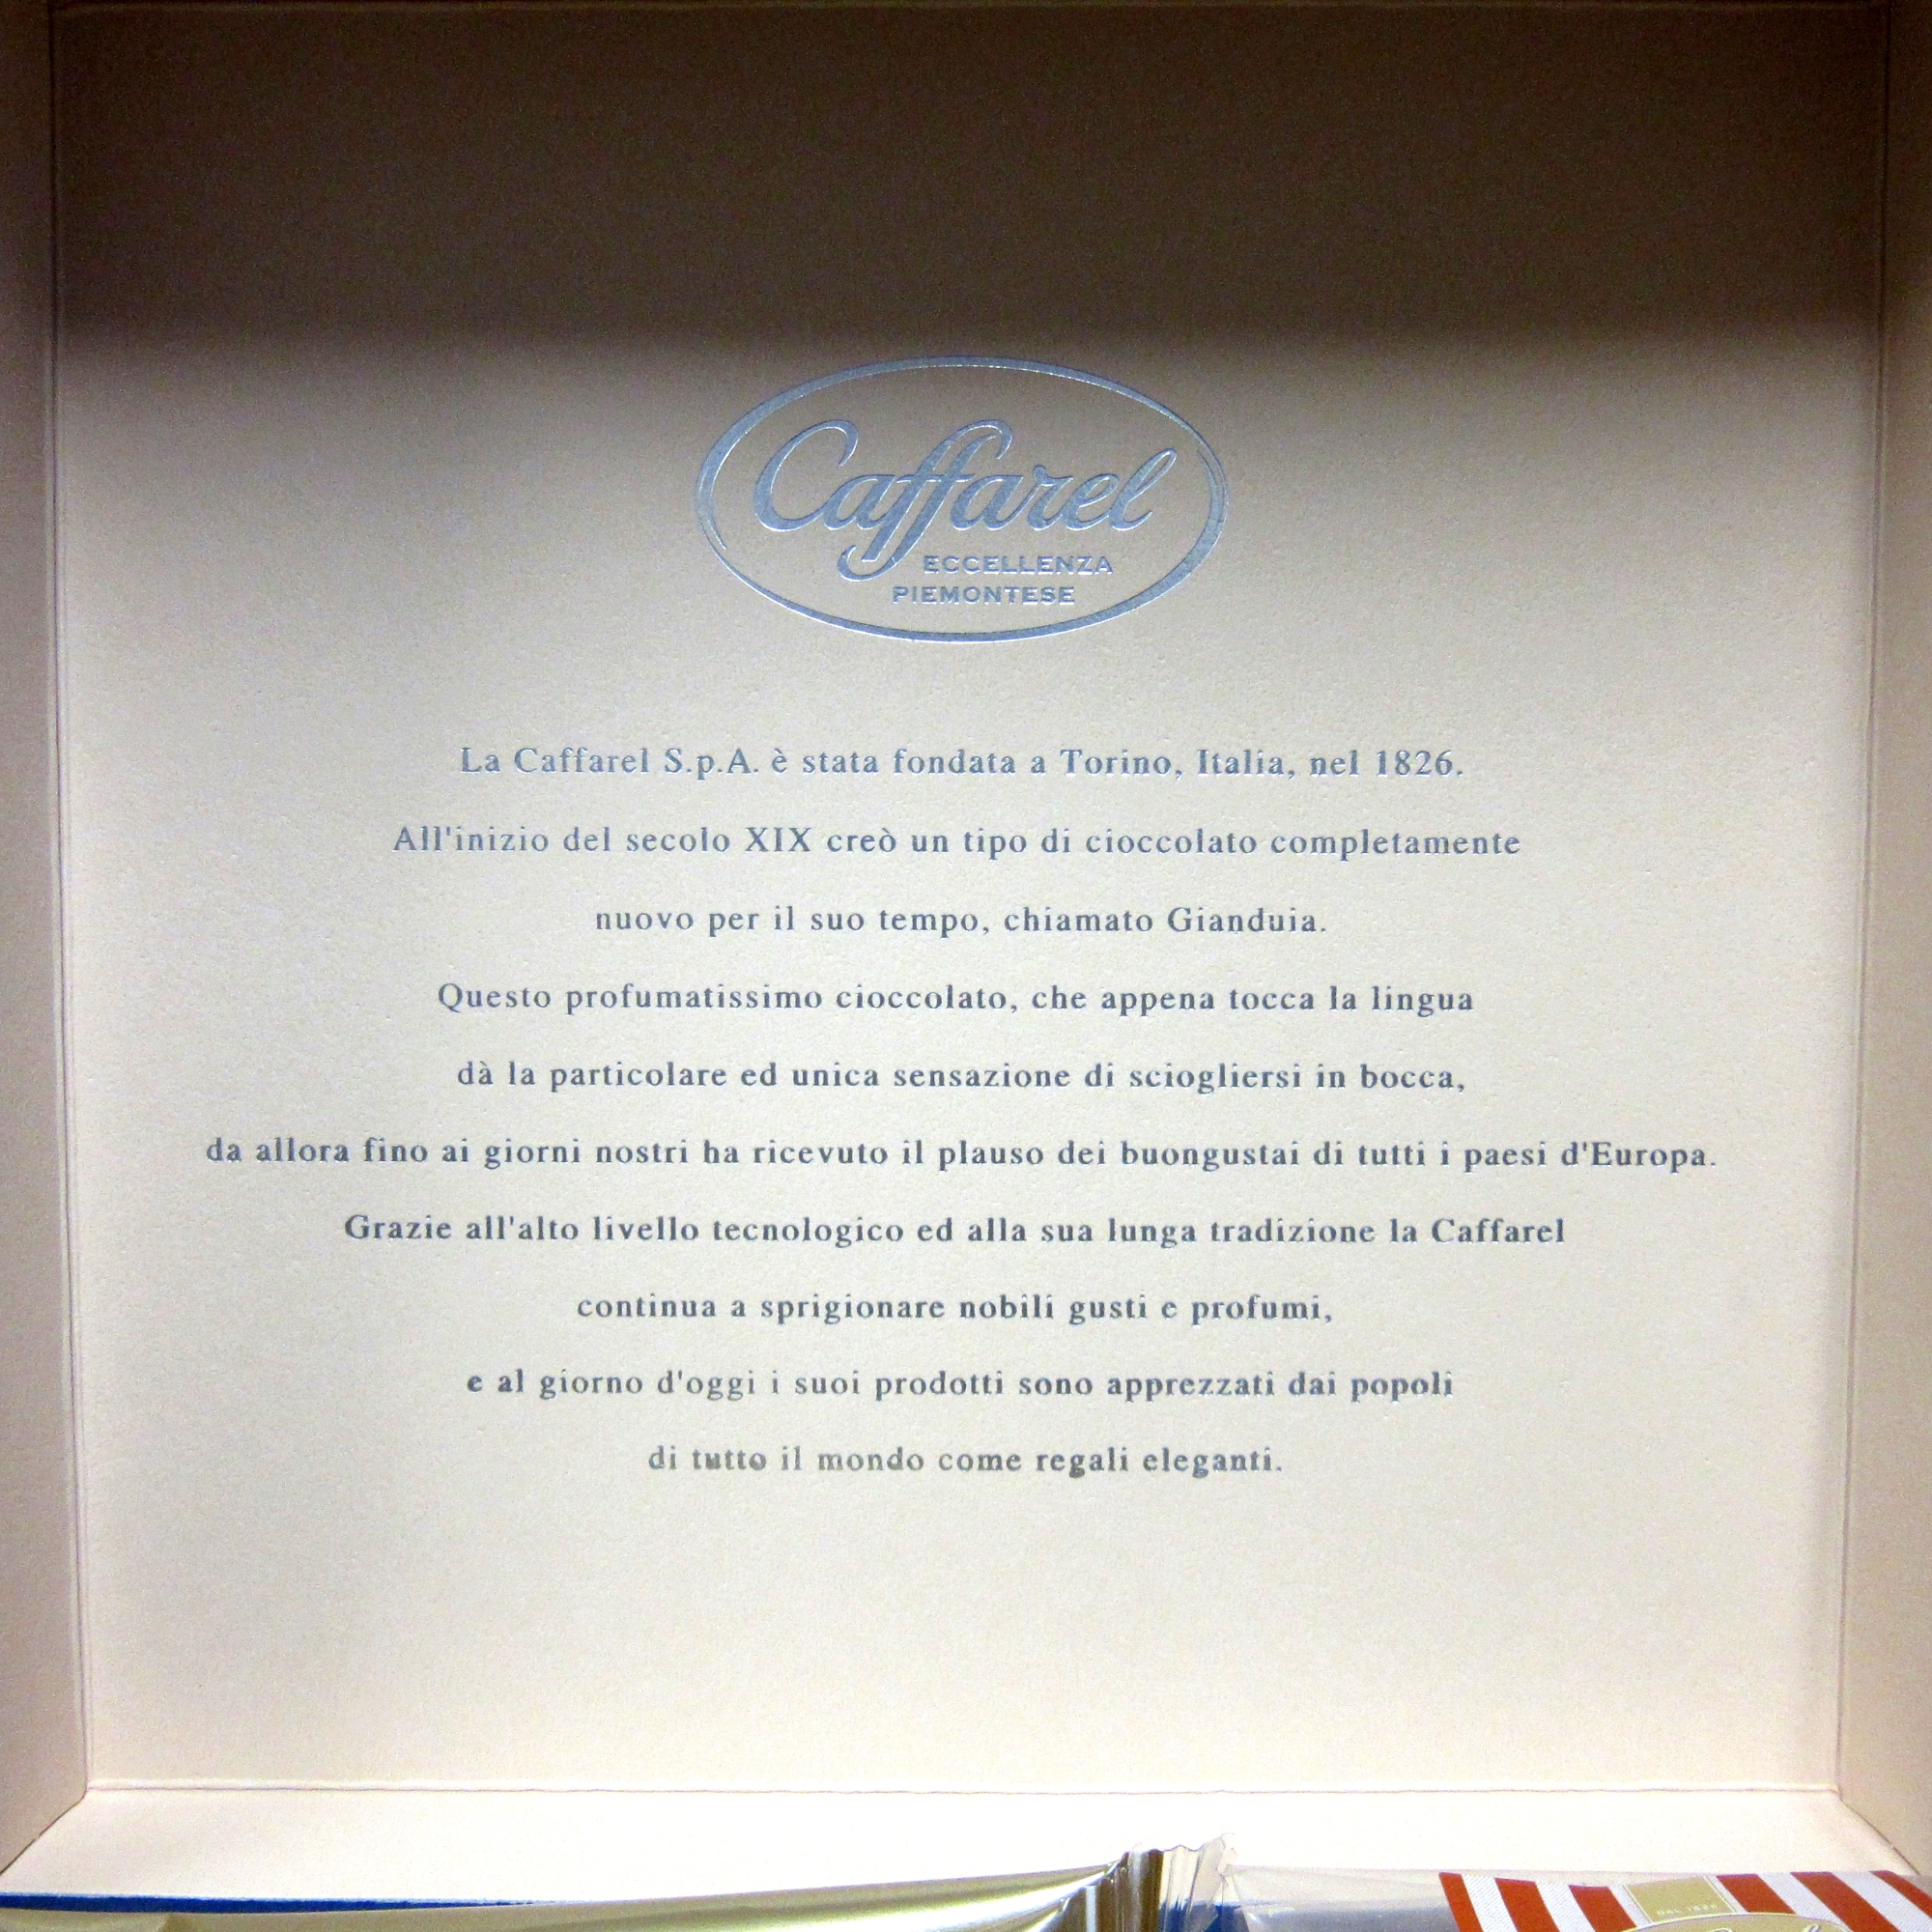 Caffarel
ECCELLENZA
PIEMONTESE
La Caffarel S.p.A. è stata fondata a Torino, Italia, nel 1826.
All'inizio del secolo XIX creò un tipo di cioccolato completamente
nuovo per il suo tempo, chiamato Gianduia.
Questo profumatissimo cioccolato, che appena tocca la lingua
dà la particolare ed unica sensazione di sciogliersi in bocca,
da allora fino ai giorni nostri ha ricevuto il plauso dei buongustai di tutti i paesi d'Europa.
Grazie all'alto livello tecnologico ed alla sua lunga tradizione la Caffarel
continua a sprigionare nobili gusti e profumi,
e al giorno d'oggi i suoi prodotti sono apprezzati dai popoli
di tutto il mondo come regali eleganti.
DAL 1826